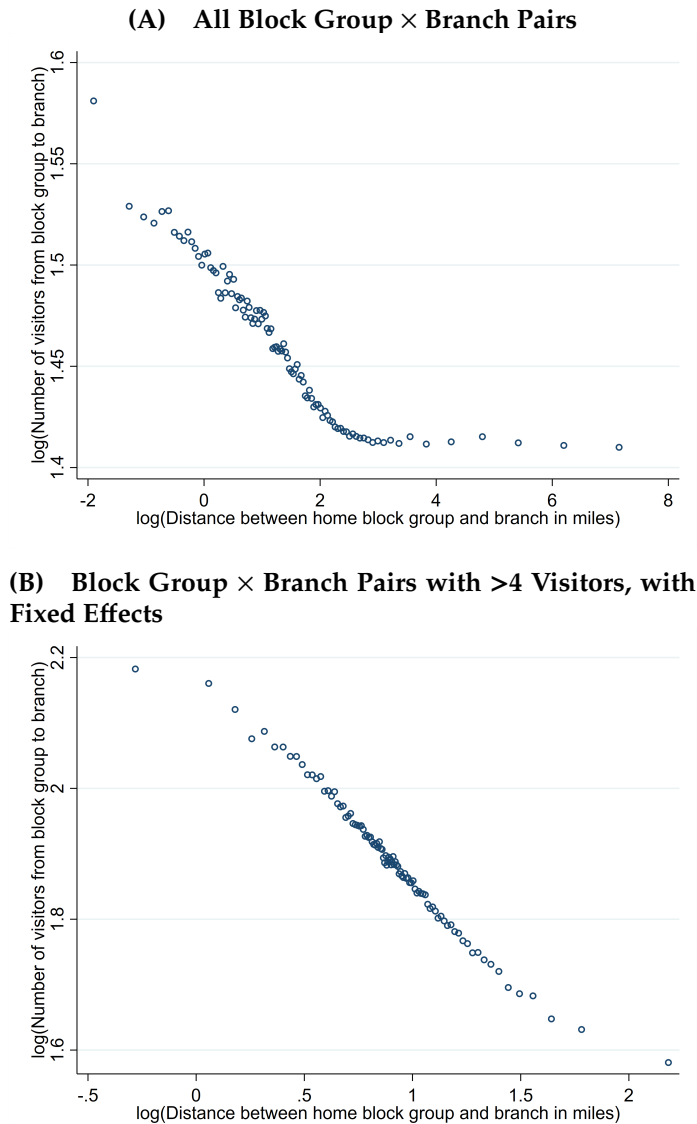 (A) All Block Group × Branch Pairs
log(Number of visitors from block group to branch)
1.6
1.55
1.5
1.45
1.4
-2 0 2 4 6 8
log(Distance between home block group and branch in miles)
(B) Block Group × Branch Pairs with >4 Visitors, with
Fixed Effects
log(Number of visitors from block group to branch)
2.2
2
1.8
1.6
-.5 0 .5 1 1.5 2
log(Distance between home block group and branch in miles)